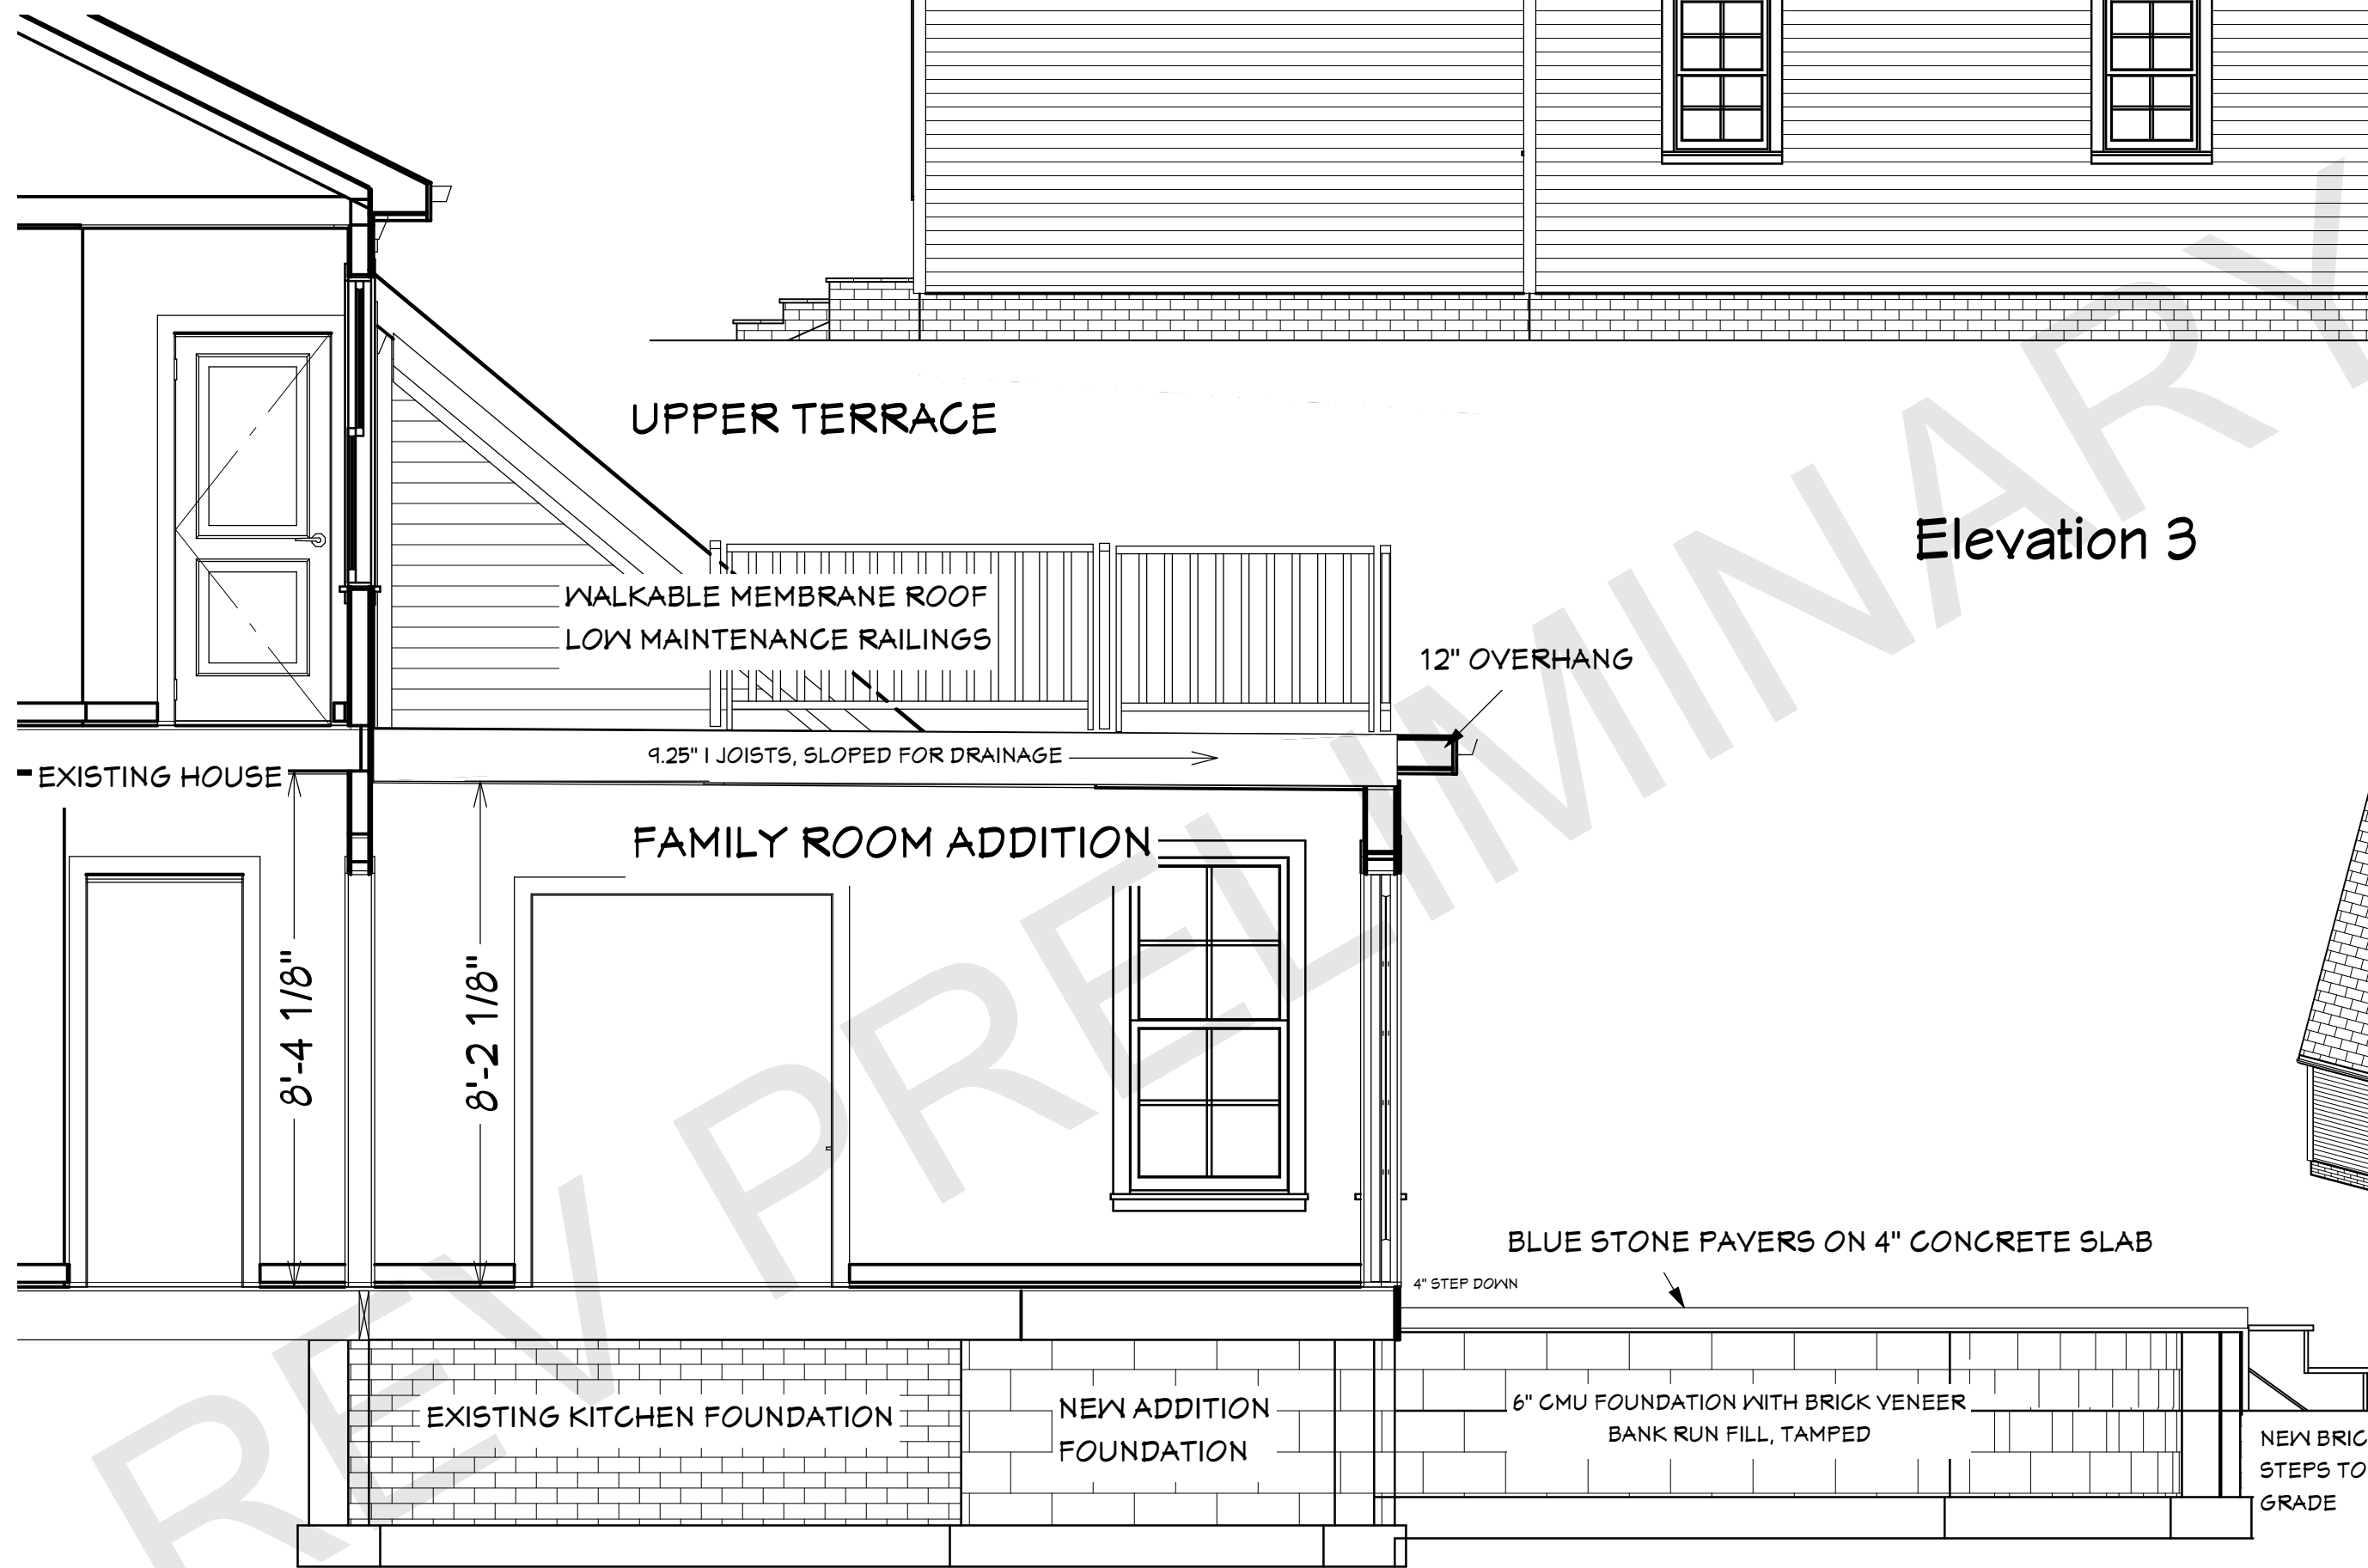 UPPER TERRACE
Elevation 3
WALKABLE MEMBRANE ROOF
LOW MAINTENANCE RAILINGS
12" OVERHANG
9.25" I JOISTS, SLOPED FOR DRAINAGE
EXISTING HOUSE
FAMILY ROOM ADDITION
8'-4 1/8"
8'-2 1/8"
BLUE STONE PAVERS ON 4" CONCRETE SLAB
4" STEP DOWN
EXISTING KITCHEN FOUNDATION
NEW ADDITION
FOUNDATION
6" CMU FOUNDATION WITH BRICK VENEER
BANK RUN FILL, TAMPED
NEW BRIC
STEPS TO
GRADE
REV PRELIMINARY